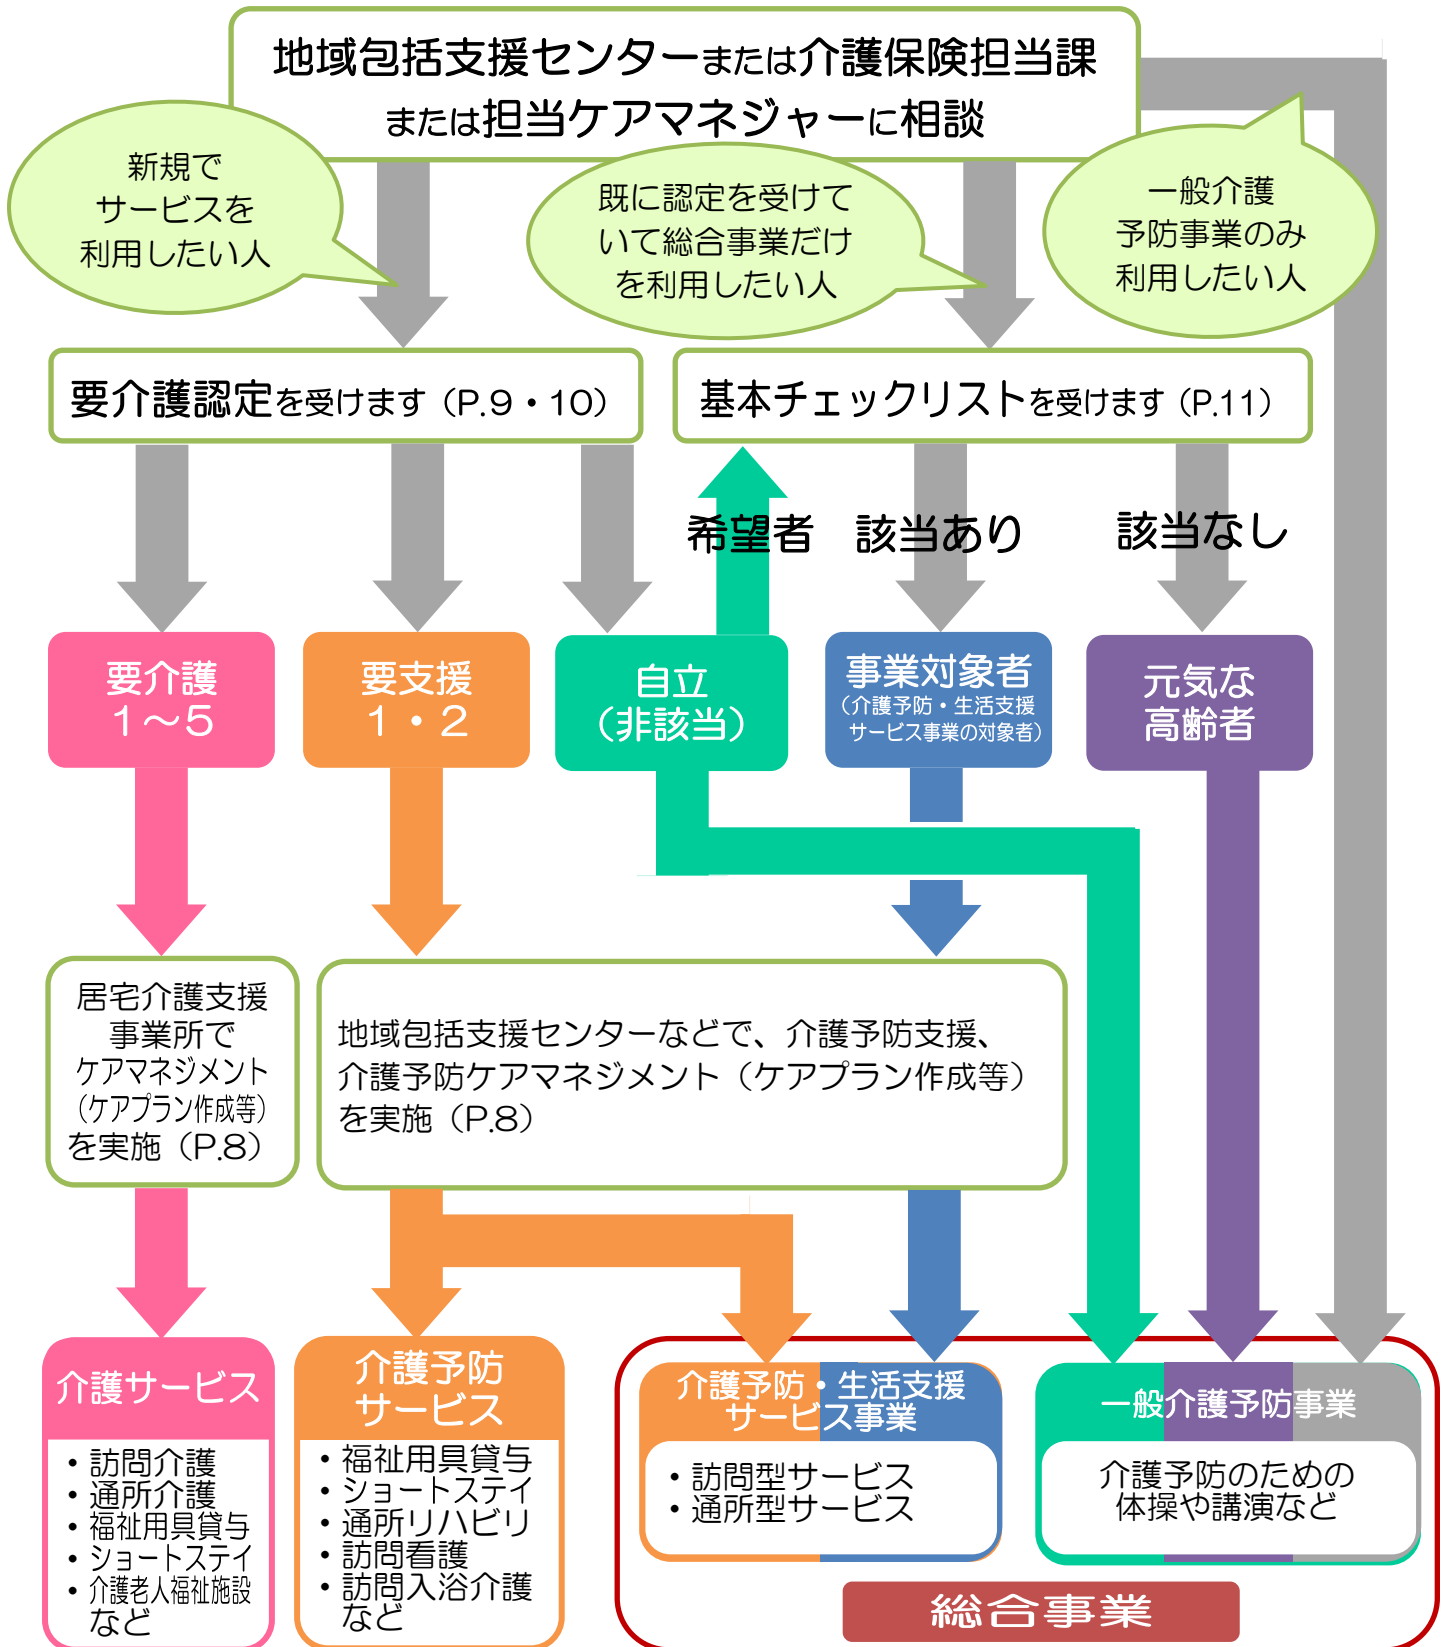 地域包括支援センターまたは介護保険担当課
または担当ケアマネジャーに相談
新規で
サービスを
利用したい人
既に認定を受けて
いて総合事業だけ
を利用したい人
一般介護
予防事業のみ
利用したい人
要介護認定を受けます（P.9・10）
基本チェックリストを受けます（P.11）
希望者
該当あり
該当なし
要介護
1～5
要支援
1・2
自立
（非該当）
事業対象者
（介護予防・生活支援
サービス事業の対象者）
元気な
高齢者
居宅介護支援
事業所で
ケアマネジメント
（ケアプラン作成等）
を実施（P.8）
地域包括支援センターなどで、介護予防支援、
介護予防ケアマネジメント（ケアプラン作成等）
を実施（P.8）
介護サービス
・訪問介護
・通所介護
・福祉用具貸与
・ショートステイ
・介護老人福祉施設
など
介護予防
サービス
・福祉用具貸与
・ショートステイ
・通所リハビリ
・訪問看護
・訪問入浴介護
など
介護予防・生活支援
サービス事業
・訪問型サービス
・通所型サービス
一般介護予防事業
介護予防のための
体操や講演など
総合事業